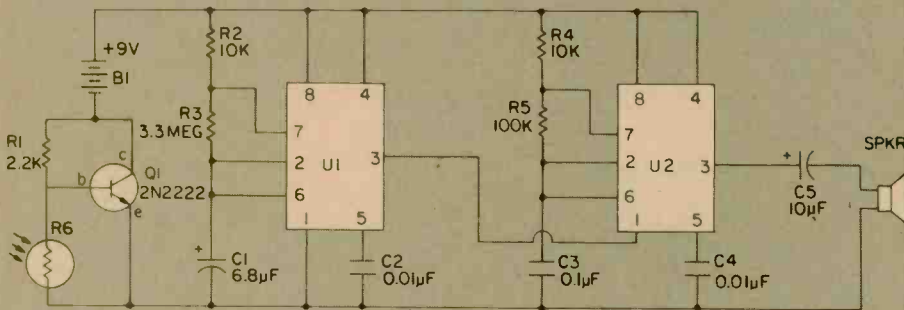 +9V
B1
R1
2.2K
b
c
e
Q1
2N2222
R6
R2
10K
R3
3.3 MEG
+
C1
6.8µF
8
4
7
2
U1
3
6
1
5
C2
0.01µF
R4
10K
R5
100K
C3
0.1µF
8
4
7
2
U2
3
6
1
5
C4
0.01µF
+
C5
10µF
SPKR